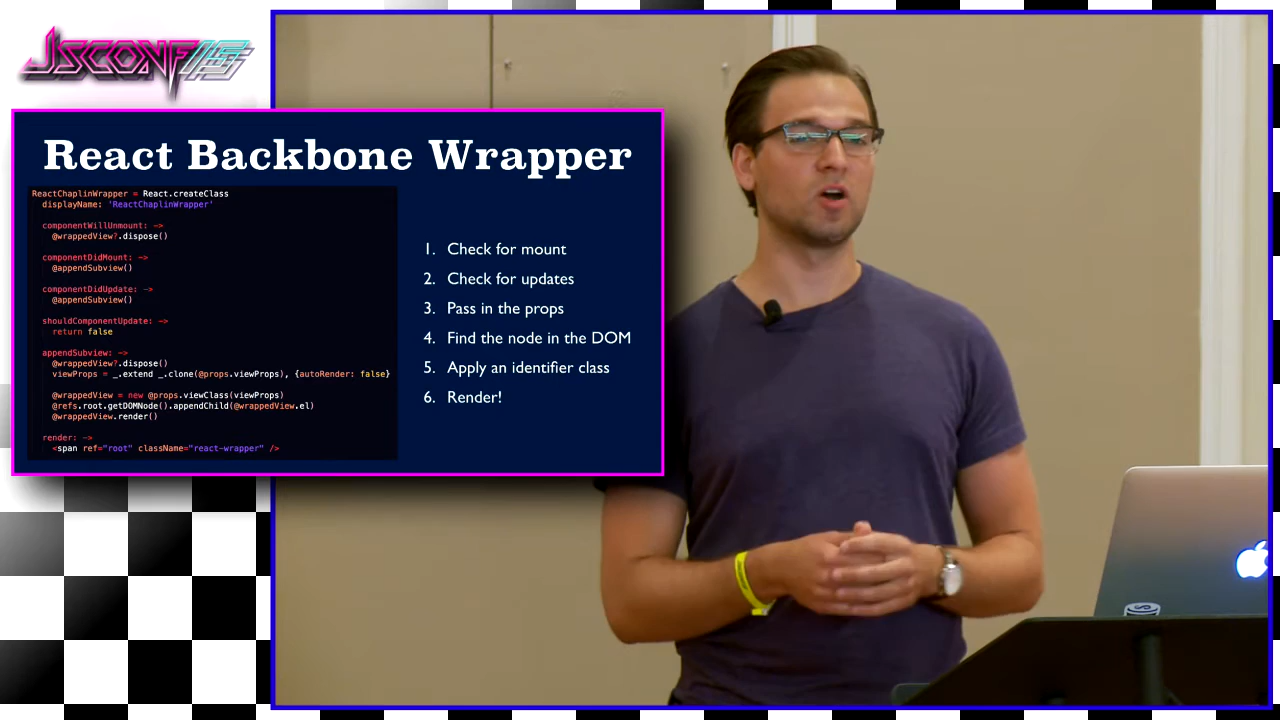 JSCONF15
React Backbone Wrapper
ReactChaplinWrapper = React.createClass
displayName: 'ReactChaplinWrapper'
componentWillUnmount: ->
@wrappedView?.dispose()
componentDidMount: ->
@appendSubview()
componentDidUpdate: ->
@appendSubview()
shouldComponentUpdate: ->
return false
appendSubview: ->
@wrappedView?.dispose()
viewProps = _.extend _.clone(@props.viewProps), {autoRender: false}
@wrappedView = new @props.viewClass(viewProps)
@refs.root.getDOMNode().appendChild(@wrappedView.el)
@wrappedView.render()
render: ->
<span ref="root" className="react-wrapper" />
1. Check for mount
2. Check for updates
3. Pass in the props
4. Find the node in the DOM
5. Apply an identifier class
6. Render!